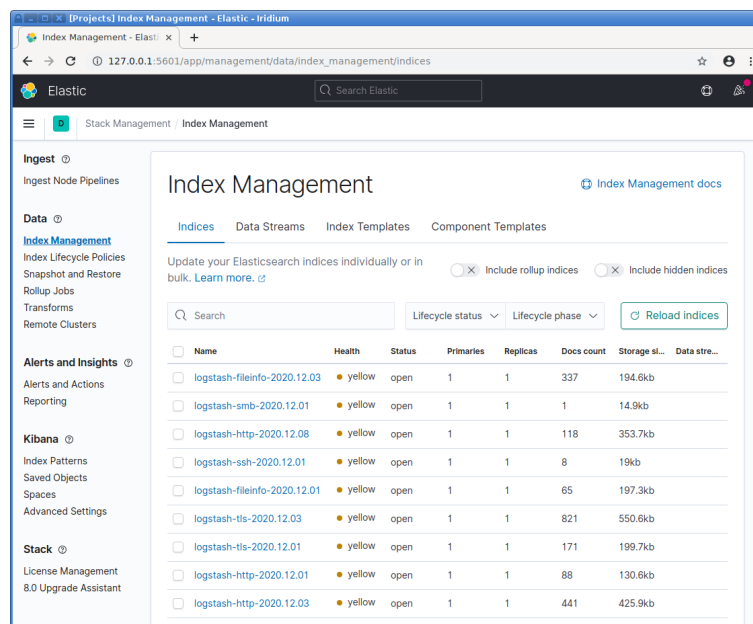 [Projects] Index Management - Elastic - Iridium
Index Management - Elasti
127.0.0.1:5601/app/management/data/index_management/indices
Elastic
Search Elastic
D
Stack Management / Index Management
Ingest
Ingest Node Pipelines
Data
Index Management
Index Lifecycle Policies
Snapshot and Restore
Rollup Jobs
Transforms
Remote Clusters
Alerts and Insights
Alerts and Actions
Reporting
Kibana
Index Patterns
Saved Objects
Spaces
Advanced Settings
Stack
License Management
8.0 Upgrade Assistant
Index Management
Index Management docs
Indices Data Streams Index Templates Component Templates
Update your Elasticsearch indices individually or in
bulk. Learn more.
Include rollup indices Include hidden indices
Search
Lifecycle status Lifecycle phase Reload indices
Name Health Status Primaries Replicas Docs count Storage si... Data stre...
logstash-fileinfo-2020.12.03 yellow open 1 1 337 194.6kb
logstash-smb-2020.12.01 yellow open 1 1 1 14.9kb
logstash-http-2020.12.08 yellow open 1 1 118 353.7kb
logstash-ssh-2020.12.01 yellow open 1 1 8 19kb
logstash-fileinfo-2020.12.01 yellow open 1 1 65 197.3kb
logstash-tls-2020.12.03 yellow open 1 1 821 550.6kb
logstash-tls-2020.12.01 yellow open 1 1 171 199.7kb
logstash-http-2020.12.01 yellow open 1 1 88 130.6kb
logstash-http-2020.12.03 yellow open 1 1 441 425.9kb